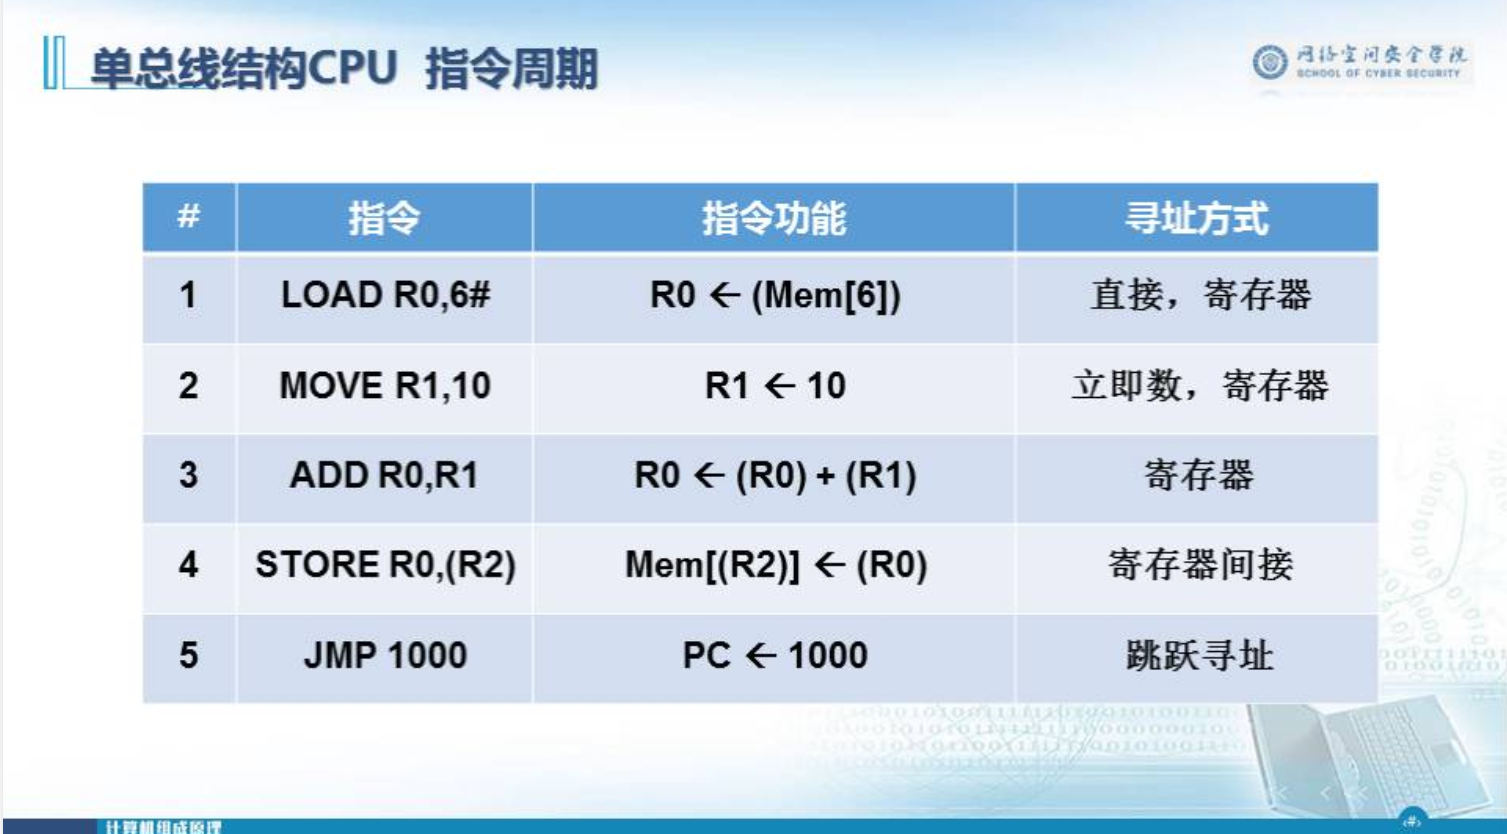 单总线结构CPU 指令周期
网络空间安全学院
SCHOOL OF CYBER SECURITY
# 指令 指令功能 寻址方式
1 LOAD R0,6# R0 ← (Mem[6]) 直接，寄存器
2 MOVE R1,10 R1 ← 10 立即数，寄存器
3 ADD R0,R1 R0 ← (R0) + (R1) 寄存器
4 STORE R0,(R2) Mem[(R2)] ← (R0) 寄存器间接
5 JMP 1000 PC ← 1000 跳跃寻址
计算机组成原理
‹#›